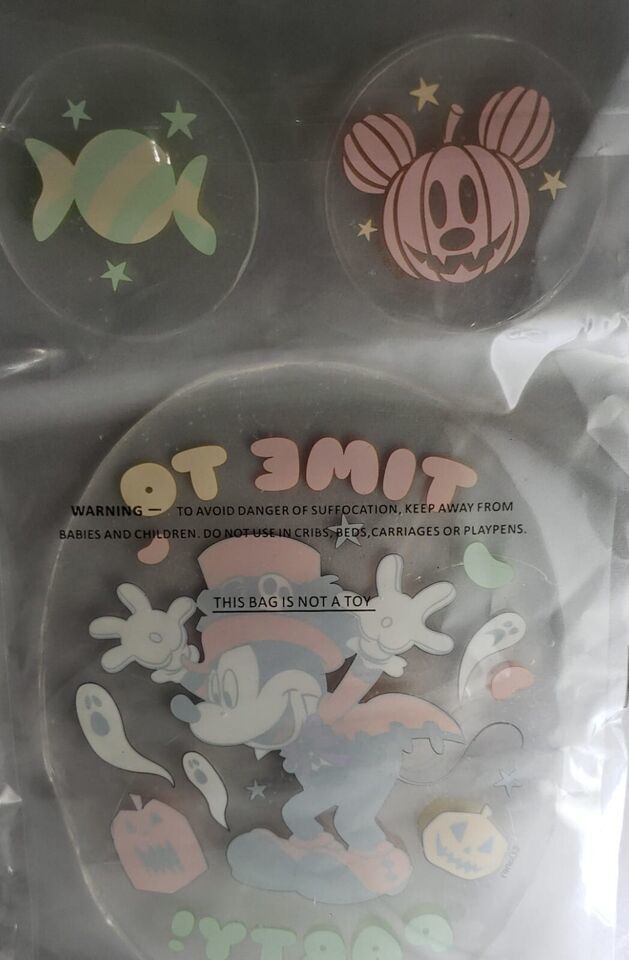 TIME TO
WARNING — TO AVOID DANGER OF SUFFOCATION, KEEP AWAY FROM
BABIES AND CHILDREN. DO NOT USE IN CRIBS, BEDS, CARRIAGES OR PLAYPENS.
THIS BAG IS NOT A TOY